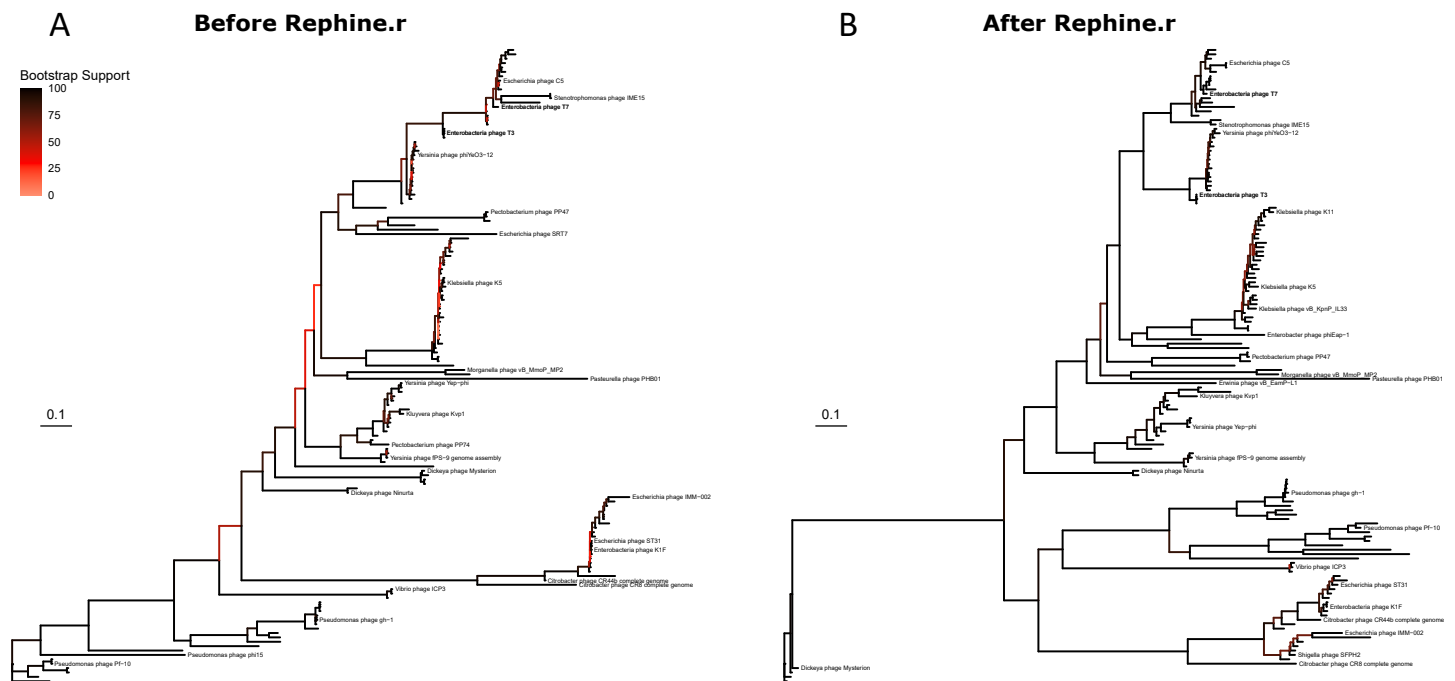 A
Before Rephine.r
Bootstrap Support
100
75
50
25
0
Escherichia phage C5
Stenotrophomonas phage IME15
Enterobacteria phage T7
Enterobacteria phage T3
Yersinia phage phiYeO3-12
Pectobacterium phage PP47
Escherichia phage SRT7
Klebsiella phage K5
Morganella phage vB_MmoP_MP2
Pasteurella phage PHB01
Yersinia phage Yep-phi
Kluyvera phage Kvp1
0.1
Pectobacterium phage PP74
Yersinia phage fPS-9 genome assembly
Dickeya phage Mysterion
Dickeya phage Ninurta
Escherichia phage IMM-002
Escherichia phage ST31
Enterobacteria phage K1F
Citrobacter phage CR44b complete genome
Citrobacter phage CR8 complete genome
Vibrio phage ICP3
Pseudomonas phage gh-1
Pseudomonas phage phi15
Pseudomonas phage Pf-10
B
After Rephine.r
Escherichia phage C5
Enterobacteria phage T7
Stenotrophomonas phage IME15
Yersinia phage phiYeO3-12
Enterobacteria phage T3
Klebsiella phage K11
Klebsiella phage K5
Klebsiella phage vB_KpnP_IL33
Enterobacter phage phiEap-1
Pectobacterium phage PP47
Morganella phage vB_MmoP_MP2
Pasteurella phage PHB01
Erwinia phage vB_EamP-L1
Kluyvera phage Kvp1
0.1
Yersinia phage Yep-phi
Yersinia phage fPS-9 genome assembly
Dickeya phage Ninurta
Pseudomonas phage gh-1
Pseudomonas phage Pf-10
Vibrio phage ICP3
Escherichia phage ST31
Enterobacteria phage K1F
Citrobacter phage CR44b complete genome
Escherichia phage IMM-002
Shigella phage SFPH2
Citrobacter phage CR8 complete genome
Dickeya phage Mysterion